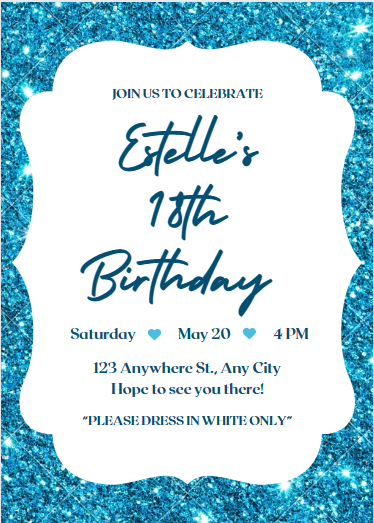 JOIN US TO CELEBRATE
Estelle's
18th
Birthday
Saturday May 20 4 PM
123 Anywhere St., Any City
Hope to see you there!
"PLEASE DRESS IN WHITE ONLY"